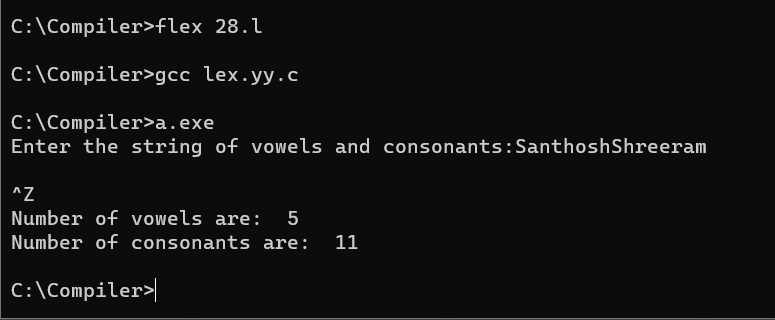 C:\Compiler>flex 28.l
C:\Compiler>gcc lex.yy.c
C:\Compiler>a.exe
Enter the string of vowels and consonants:SanthoshShreeram
^Z
Number of vowels are:  5
Number of consonants are:  11
C:\Compiler>